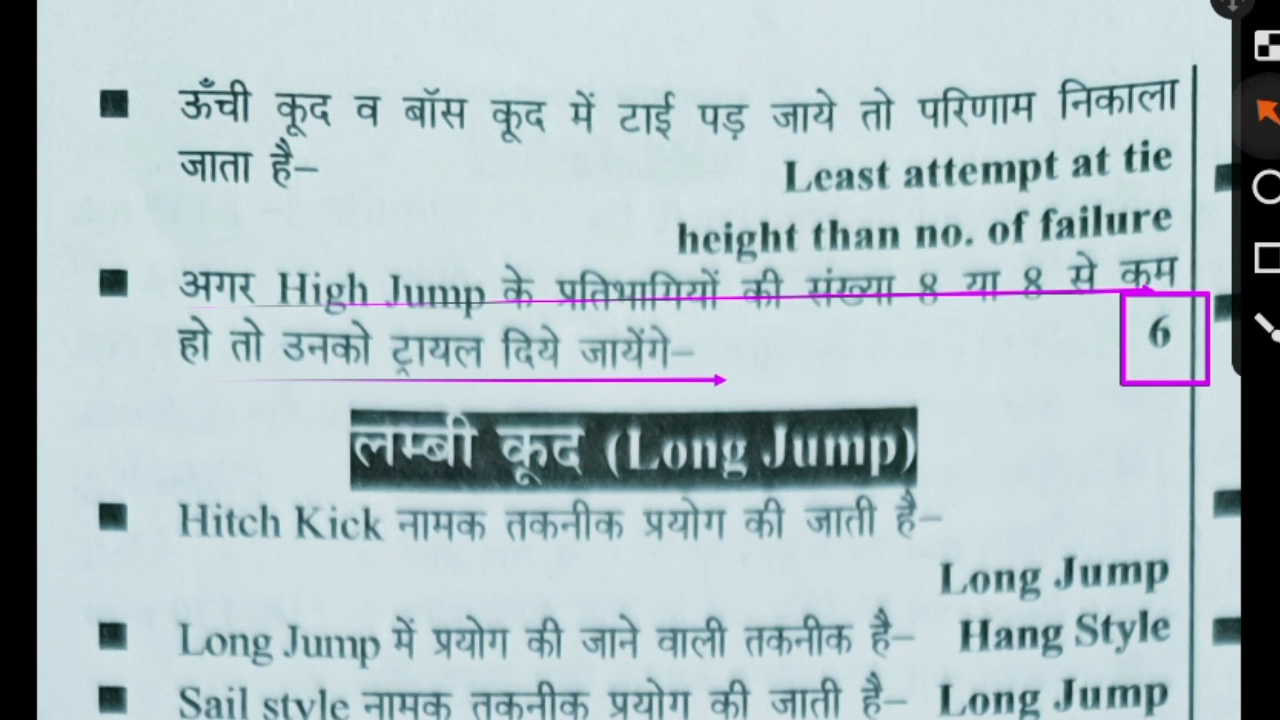 ऊँची कूद व बॉस कूद में टाई पड़ जाये तो परिणाम निकाला
जाता है– Least attempt at tie
height than no. of failure
अगर High Jump के प्रतिभागियों की संख्या 8 या 8 से कम
हो तो उनको ट्रायल दिये जायेंगे– 6
लम्बी कूद (Long Jump)
Hitch Kick नामक तकनीक प्रयोग की जाती है–
Long Jump
Long Jump में प्रयोग की जाने वाली तकनीक है– Hang Style
Sail style नामक तकनीक प्रयोग की जाती है– Long Jump